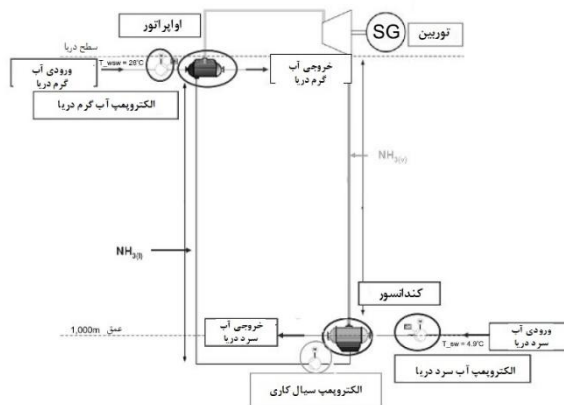 اواپراتور
SG
توربین
سطح دریا
T_wsw = 28°C
ورودی آب
گرم دریا
خروجی آب
گرم دریا
الکتروپمپ آب گرم دریا
NH3(v)
NH3(l)
کندانسور
1,000m
عمق
خروجی آب
سرد دریا
T_sw = 4.9°C
ورودی آب
سرد دریا
الکتروپمپ آب سرد دریا
الکتروپمپ سیال کاری